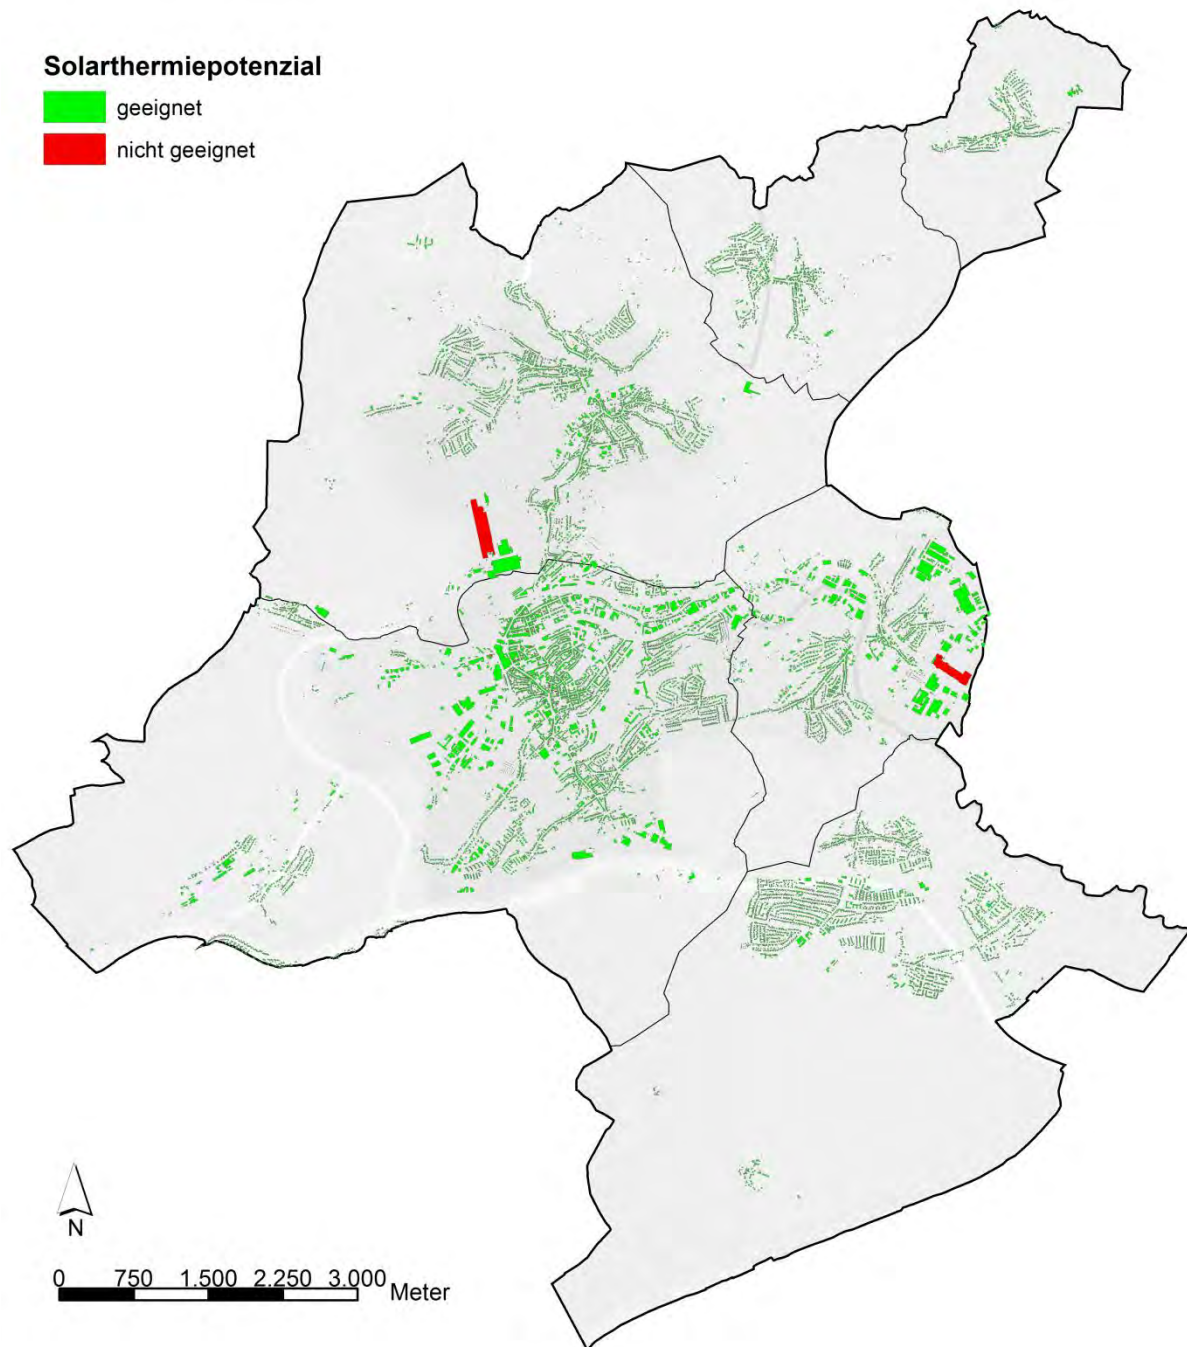 Solarthermiepotenzial
geeignet
nicht geeignet
N
0 750 1.500 2.250 3.000
Meter